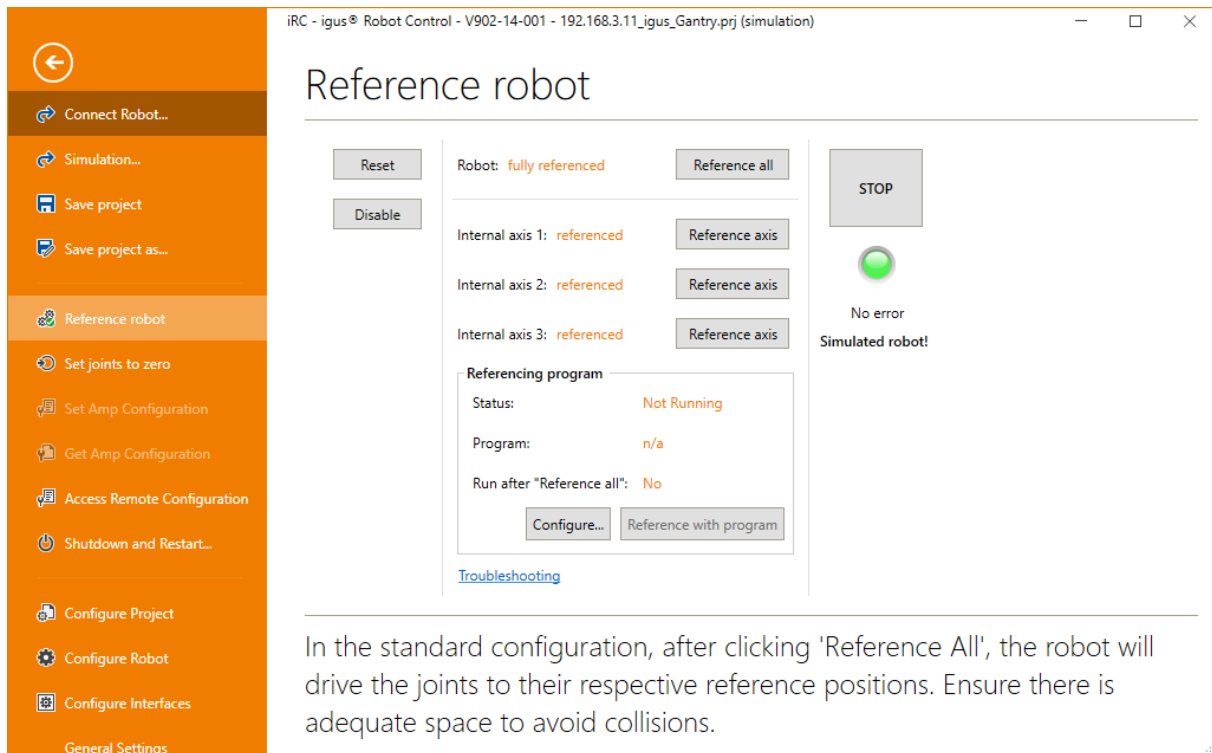 iRC - igus® Robot Control - V902-14-001 - 192.168.3.11_igus_Gantry.prj (simulation)
Connect Robot...
Simulation...
Save project
Save project as...
Reference robot
Set joints to zero
Set Amp Configuration
Get Amp Configuration
Access Remote Configuration
Shutdown and Restart...
Configure Project
Configure Robot
Configure Interfaces
General Settings
Reference robot
Reset
Disable
Robot: fully referenced Reference all
Internal axis 1: referenced Reference axis
Internal axis 2: referenced Reference axis
Internal axis 3: referenced Reference axis
Referencing program
Status: Not Running
Program: n/a
Run after "Reference all": No
Configure... Reference with program
Troubleshooting
STOP
No error
Simulated robot!
In the standard configuration, after clicking 'Reference All', the robot will
drive the joints to their respective reference positions. Ensure there is
adequate space to avoid collisions.